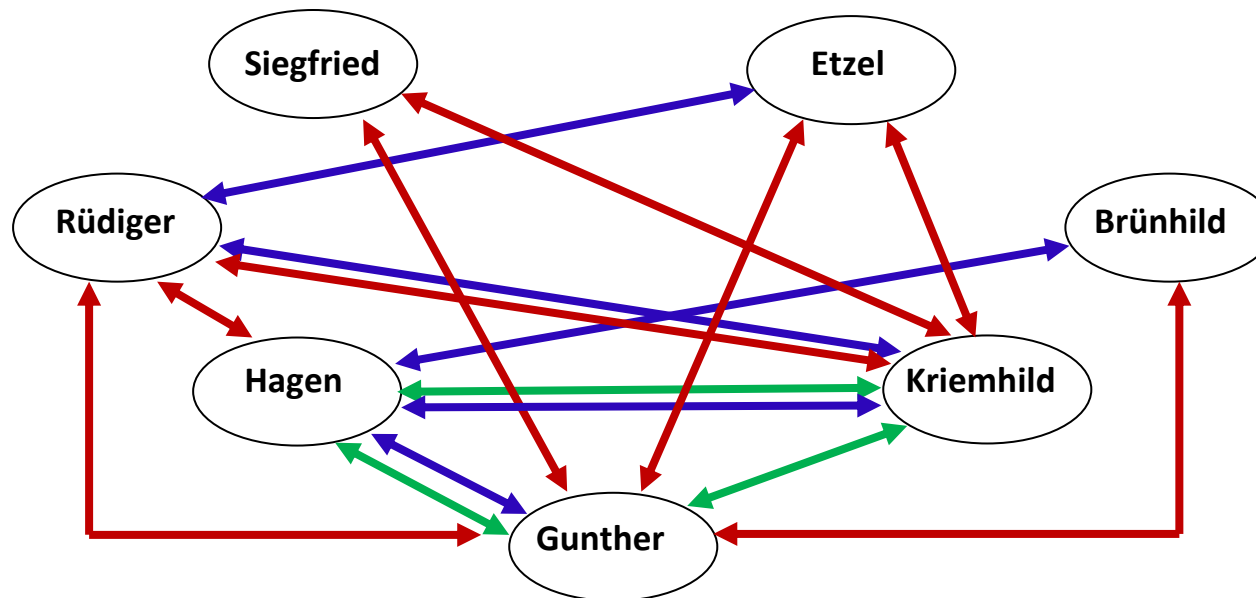 Siegfried
Etzel
Rüdiger
Brünhild
Hagen
Kriemhild
Gunther